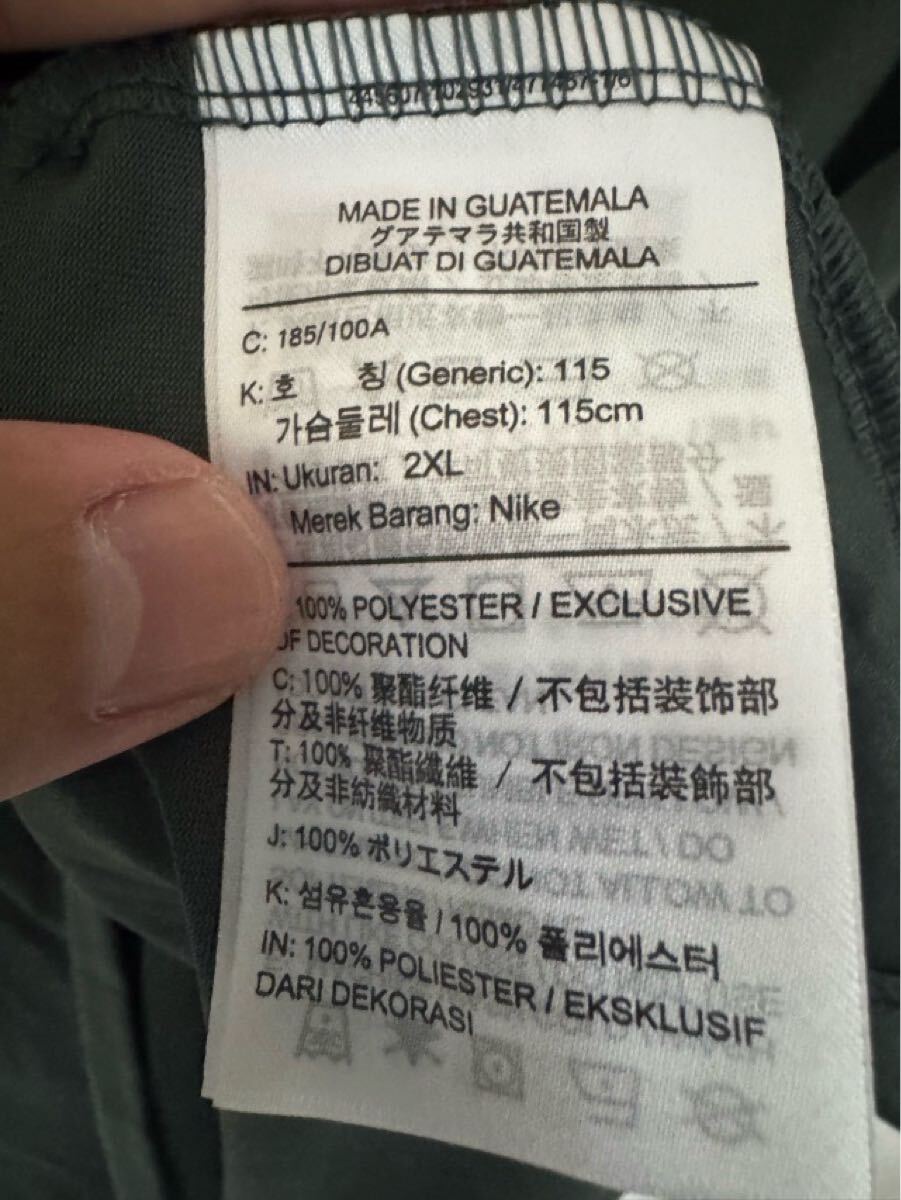 MADE IN GUATEMALA
グアテマラ共和国製
DIBUAT DI GUATEMALA
C: 185/100A
K: 호 칭 (Generic): 115
가슴둘레 (Chest): 115cm
IN: Ukuran: 2XL
Merek Barang: Nike
100% POLYESTER / EXCLUSIVE
OF DECORATION
C: 100% 聚酯纤维 / 不包括装饰部
分及非纤维物质
T: 100% 聚酯纖維 / 不包括裝飾部
分及非紡織材料
J: 100% ポリエステル
K: 섬유혼용율 / 100% 폴리에스터
IN: 100% POLIESTER / EKSKLUSIF
DARI DEKORASI